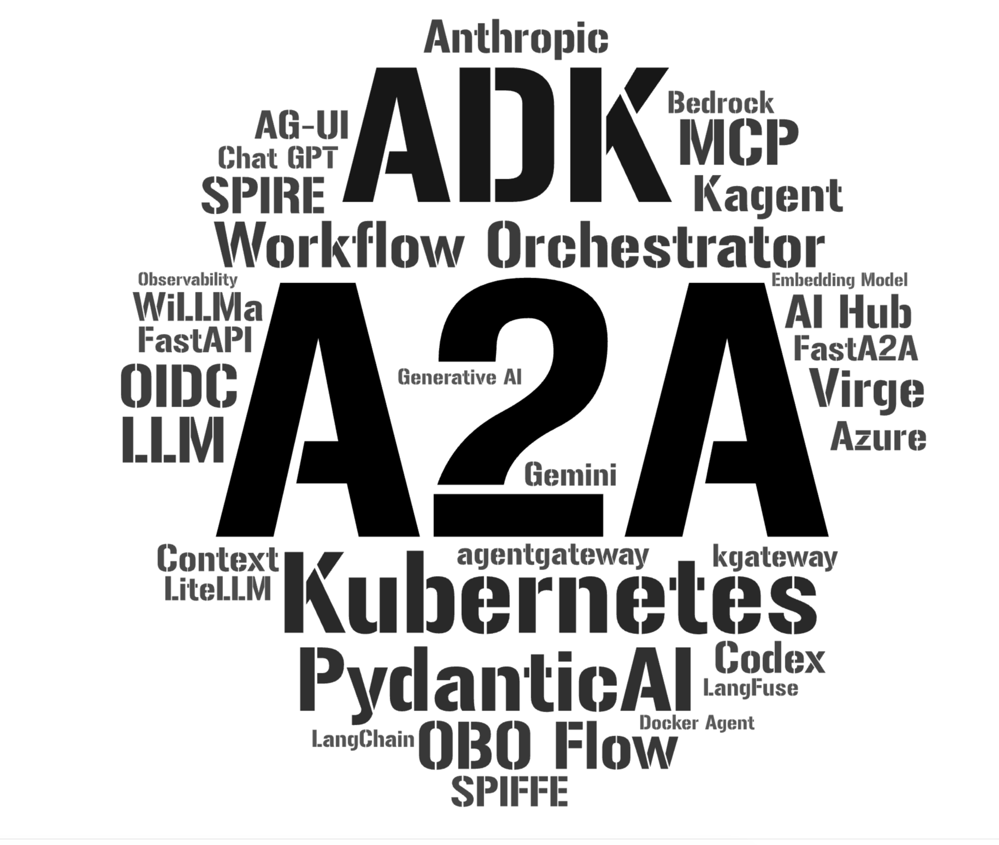 Anthropic
ADK
Bedrock
AG-UI
MCP
Chat GPT
SPIRE
Kagent
Workflow Orchestrator
Observability
Embedding Model
WiLLMa
AI Hub
FastAPI
FastA2A
A2A
Generative AI
OIDC
Virge
LLM
Azure
Gemini
Context
agentgateway
kgateway
LiteLLM
Kubernetes
PydanticAI
Codex
LangFuse
Docker Agent
LangChain
OBO Flow
SPIFFE